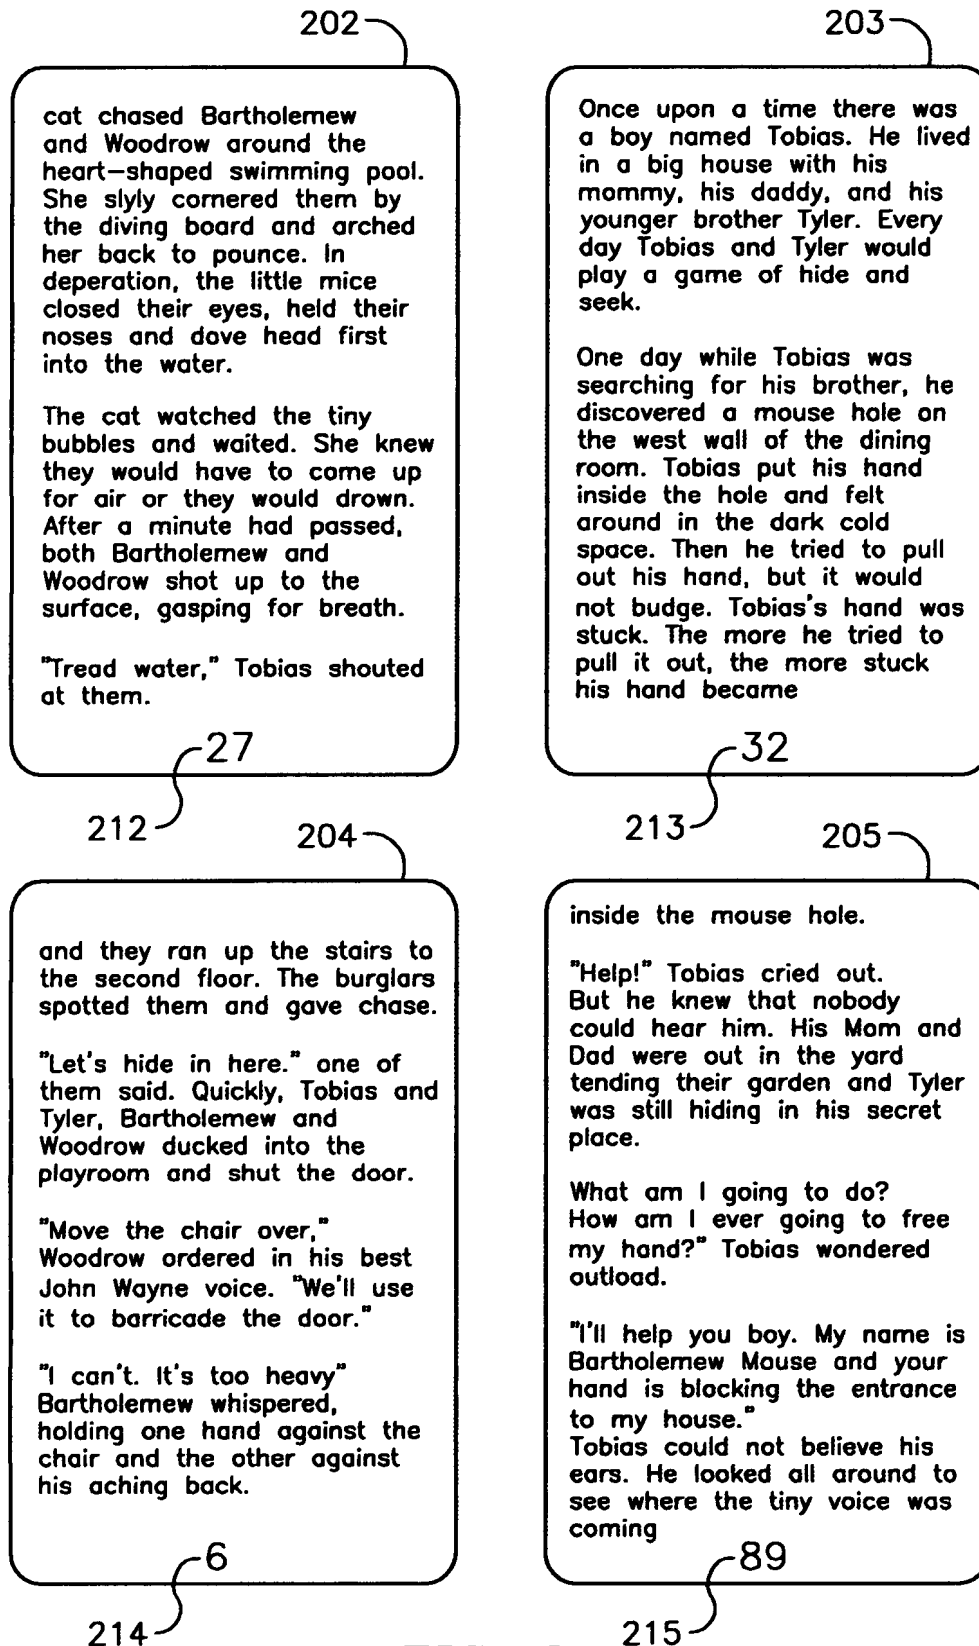 202
cat chased Bartholemew
and Woodrow around the
heart-shaped swimming pool.
She slyly cornered them by
the diving board and arched
her back to pounce. In
deperation, the little mice
closed their eyes, held their
noses and dove head first
into the water.
The cat watched the tiny
bubbles and waited. She knew
they would have to come up
for air or they would drown.
After a minute had passed,
both Bartholemew and
Woodrow shot up to the
surface, gasping for breath.
"Tread water," Tobias shouted
at them.
27
212
203
Once upon a time there was
a boy named Tobias. He lived
in a big house with his
mommy, his daddy, and his
younger brother Tyler. Every
day Tobias and Tyler would
play a game of hide and
seek.
One day while Tobias was
searching for his brother, he
discovered a mouse hole on
the west wall of the dining
room. Tobias put his hand
inside the hole and felt
around in the dark cold
space. Then he tried to pull
out his hand, but it would
not budge. Tobias's hand was
stuck. The more he tried to
pull it out, the more stuck
his hand became
32
213
204
and they ran up the stairs to
the second floor. The burglars
spotted them and gave chase.
"Let's hide in here." one of
them said. Quickly, Tobias and
Tyler, Bartholemew and
Woodrow ducked into the
playroom and shut the door.
"Move the chair over,"
Woodrow ordered in his best
John Wayne voice. "We'll use
it to barricade the door."
"I can't. It's too heavy"
Bartholemew whispered,
holding one hand against the
chair and the other against
his aching back.
6
214
205
inside the mouse hole.
"Help!" Tobias cried out.
But he knew that nobody
could hear him. His Mom and
Dad were out in the yard
tending their garden and Tyler
was still hiding in his secret
place.
What am I going to do?
How am I ever going to free
my hand?" Tobias wondered
outload.
"I'll help you boy. My name is
Bartholemew Mouse and your
hand is blocking the entrance
to my house."
Tobias could not believe his
ears. He looked all around to
see where the tiny voice was
coming
89
215